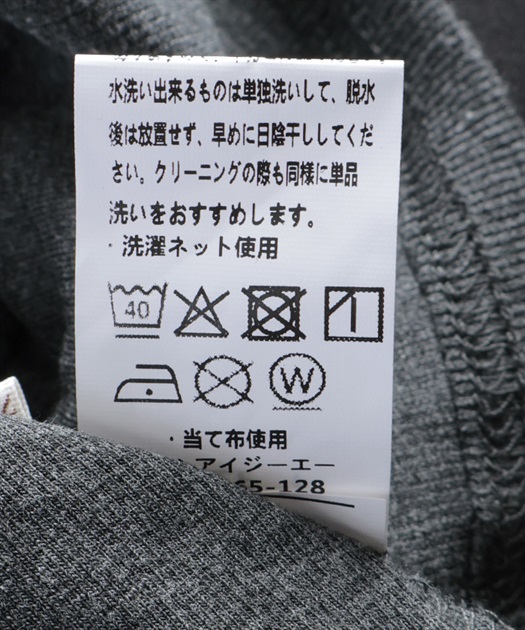 水洗い出来るものは単独洗いして、脱水
後は放置せず、早めに日陰干ししてくだ
さい。クリーニングの際も同様に単品
洗いをおすすめします。
・洗濯ネット使用
40
W
・当て布使用
アイジーエー
65-128